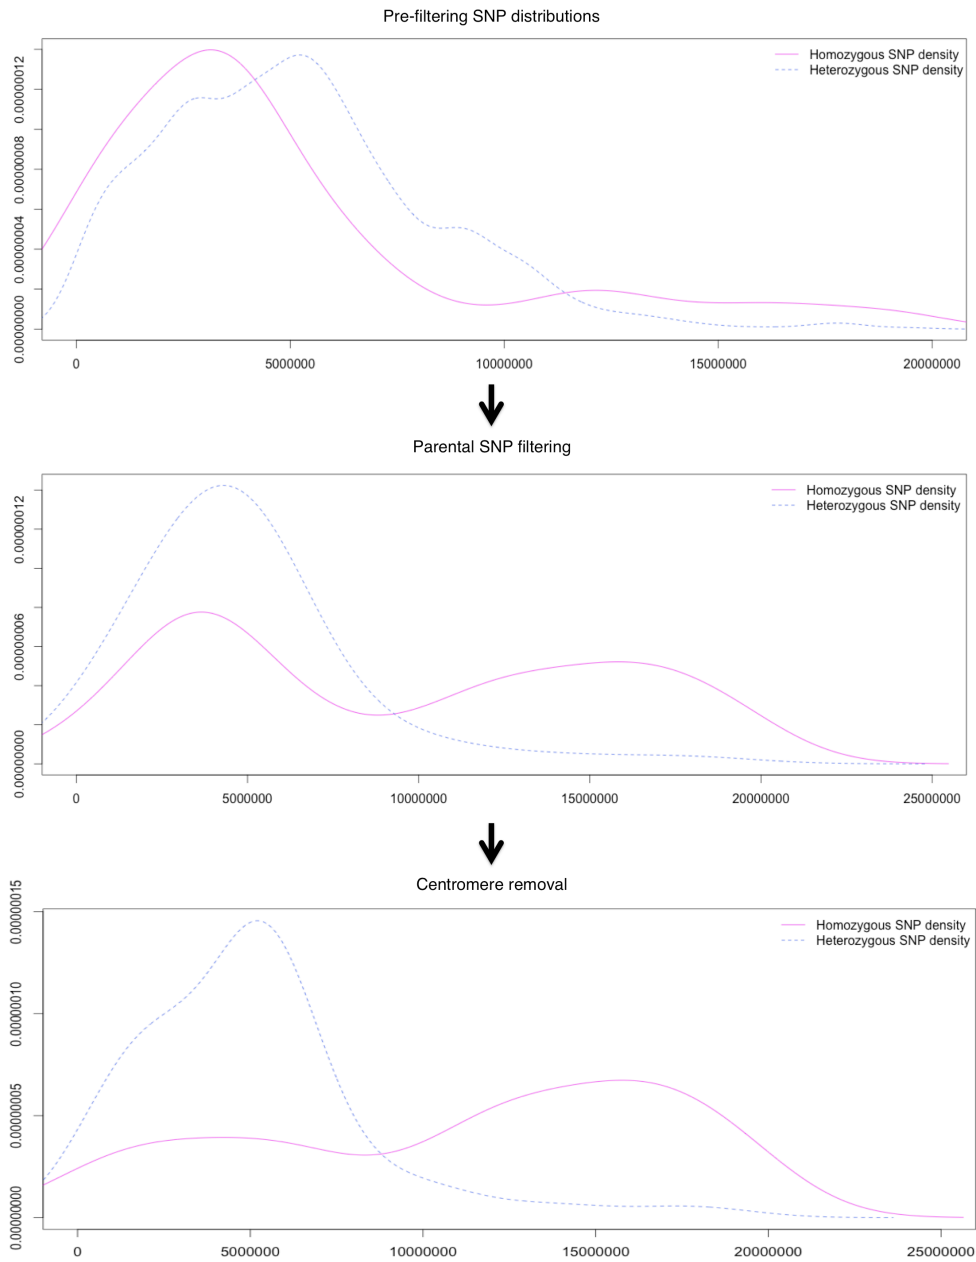 Pre-filtering SNP distributions
Homozygous SNP density
Heterozygous SNP density
0.00000012
0.00000008
0.00000004
0.00000000
0 5000000 10000000 15000000 20000000
Parental SNP filtering
Homozygous SNP density
Heterozygous SNP density
0.00000012
0.00000006
0.00000000
0 5000000 10000000 15000000 20000000 25000000
Centromere removal
Homozygous SNP density
Heterozygous SNP density
0.00000015
0.00000010
0.00000005
0.00000000
0 5000000 10000000 15000000 20000000 25000000